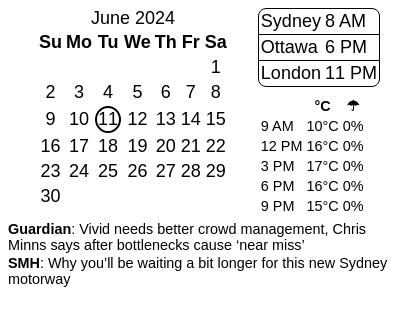 June 2024
Su Mo Tu We Th Fr Sa
1
2 3 4 5 6 7 8
9 10 11 12 13 14 15
16 17 18 19 20 21 22
23 24 25 26 27 28 29
30
Sydney 8 AM
Ottawa 6 PM
London 11 PM
°C ☂
9 AM 10°C 0%
12 PM 16°C 0%
3 PM 17°C 0%
6 PM 16°C 0%
9 PM 15°C 0%
Guardian: Vivid needs better crowd management, Chris
Minns says after bottlenecks cause ‘near miss’
SMH: Why you’ll be waiting a bit longer for this new Sydney
motorway